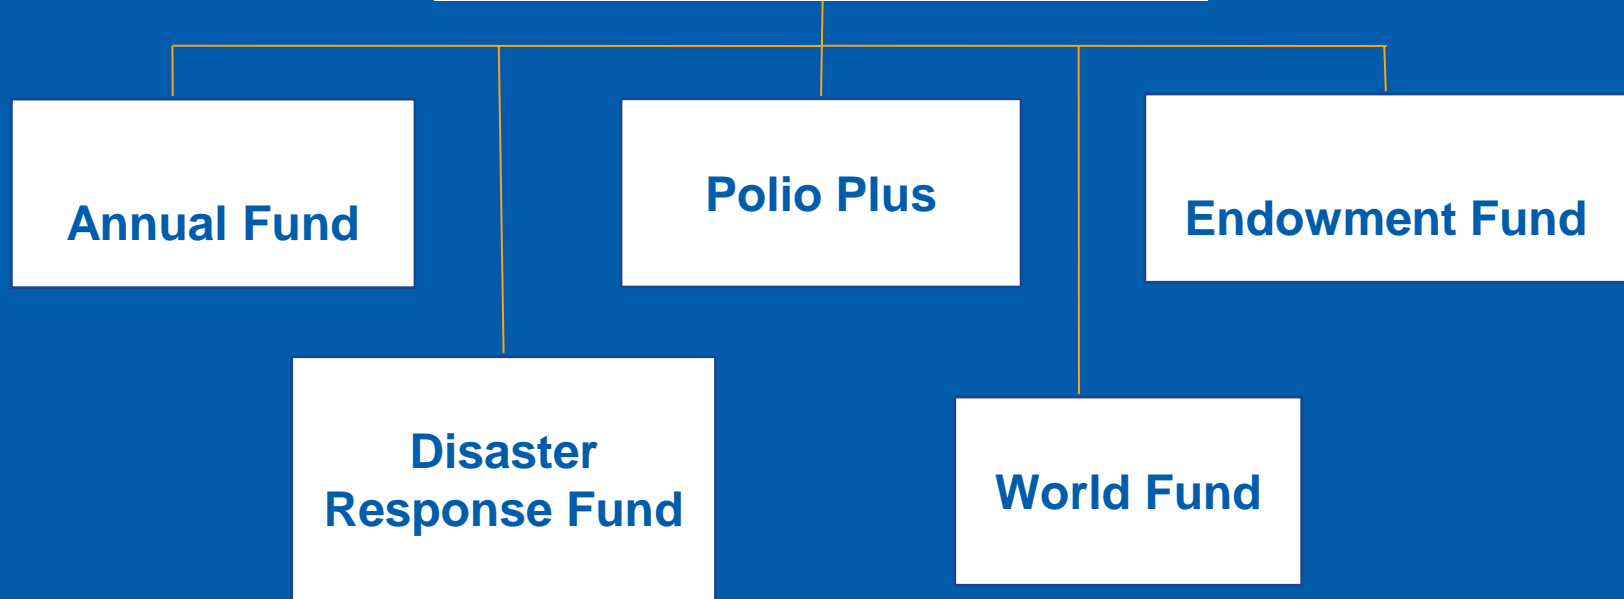 Annual Fund
Polio Plus
Endowment Fund
Disaster
Response Fund
World Fund